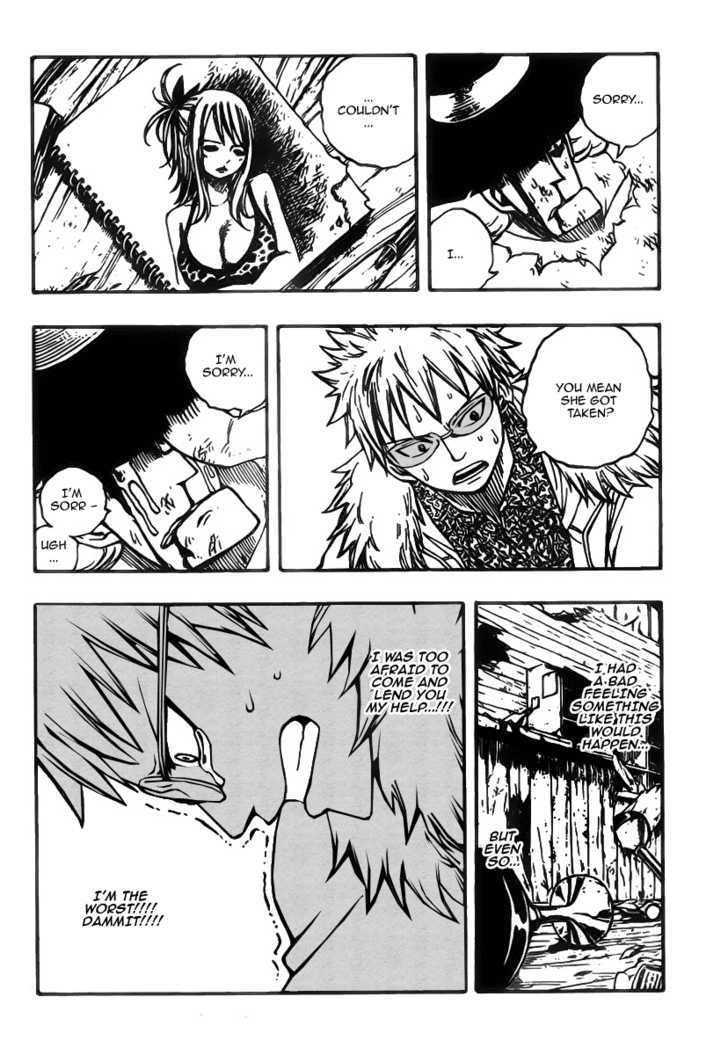 SORRY...
I...
...
COULDN'T
...
YOU MEAN
SHE GOT
TAKEN?
I'M
SORRY...
I'M
SORR -
UGH
...
I HAD
A BAD
FEELING
SOMETHING
LIKE THIS
WOULD
HAPPEN...
BUT
EVEN
SO...
I WAS TOO
AFRAID TO
COME AND
LEND YOU
MY HELP...!!!
I'M THE
WORST!!!!
DAMMIT!!!!